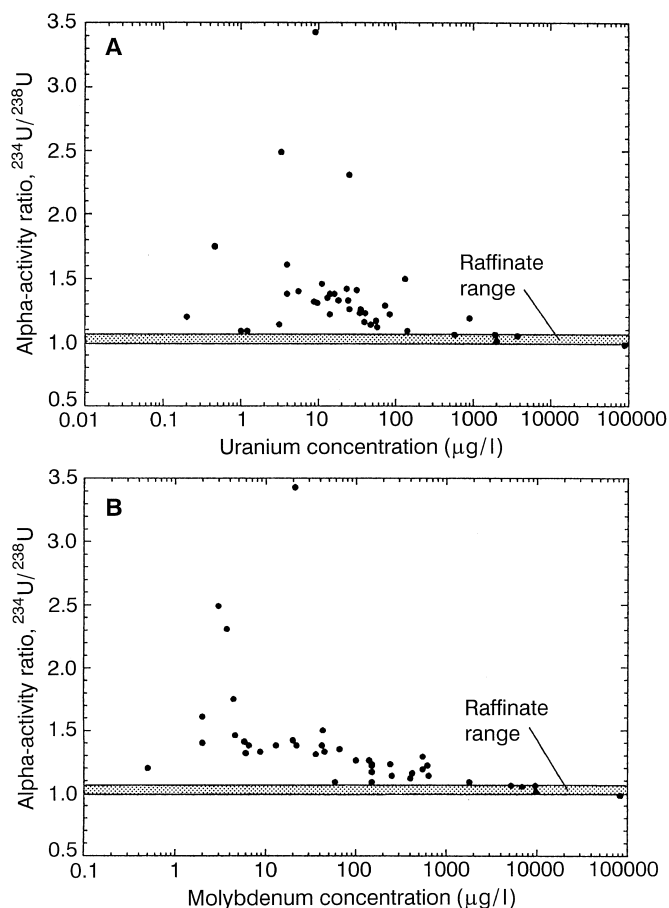 A
3.5
3.0
2.5
2.0
1.5
1.0
0.5
Alpha-activity ratio, ²³⁴U/²³⁸U
Raffinate
range
0.01 0.1 1 10 100 1000 10000 100000
Uranium concentration (μg/l)
B
3.5
3.0
2.5
2.0
1.5
1.0
0.5
Alpha-activity ratio, ²³⁴U/²³⁸U
Raffinate
range
0.1 1 10 100 1000 10000 100000
Molybdenum concentration (μg/l)